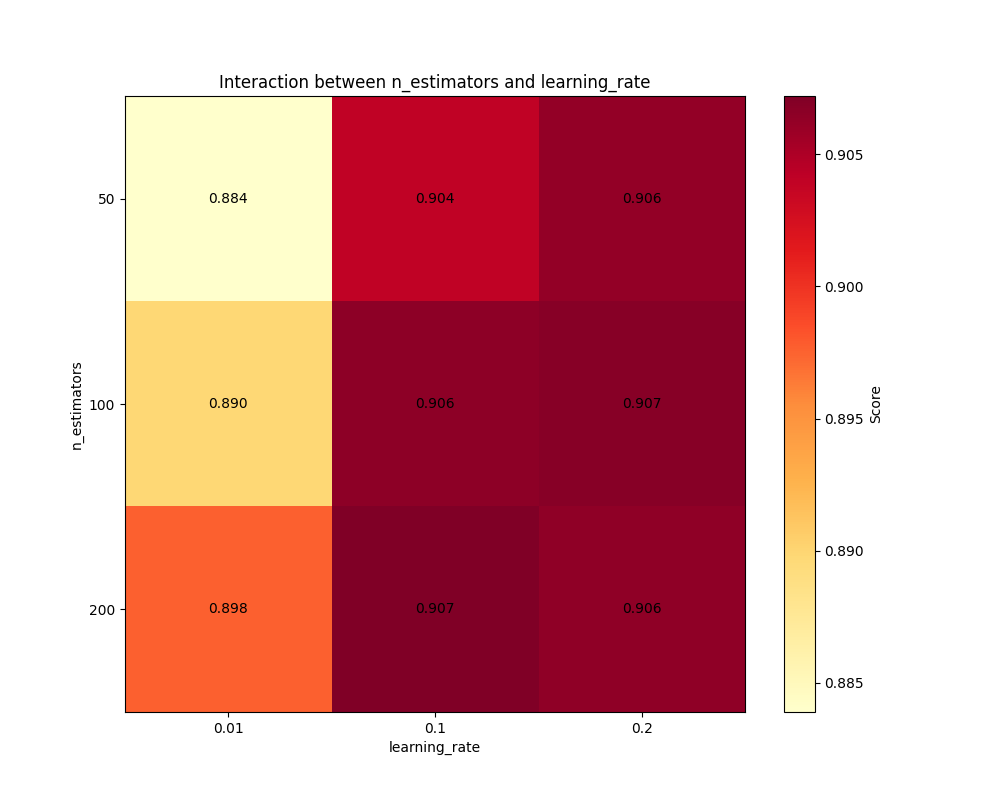 Interaction between n_estimators and learning_rate
0.884 0.904 0.906
0.890 0.906 0.907
0.898 0.907 0.906
50
100
200
n_estimators
0.01 0.1 0.2
learning_rate
0.905
0.900
0.895
0.890
0.885
Score